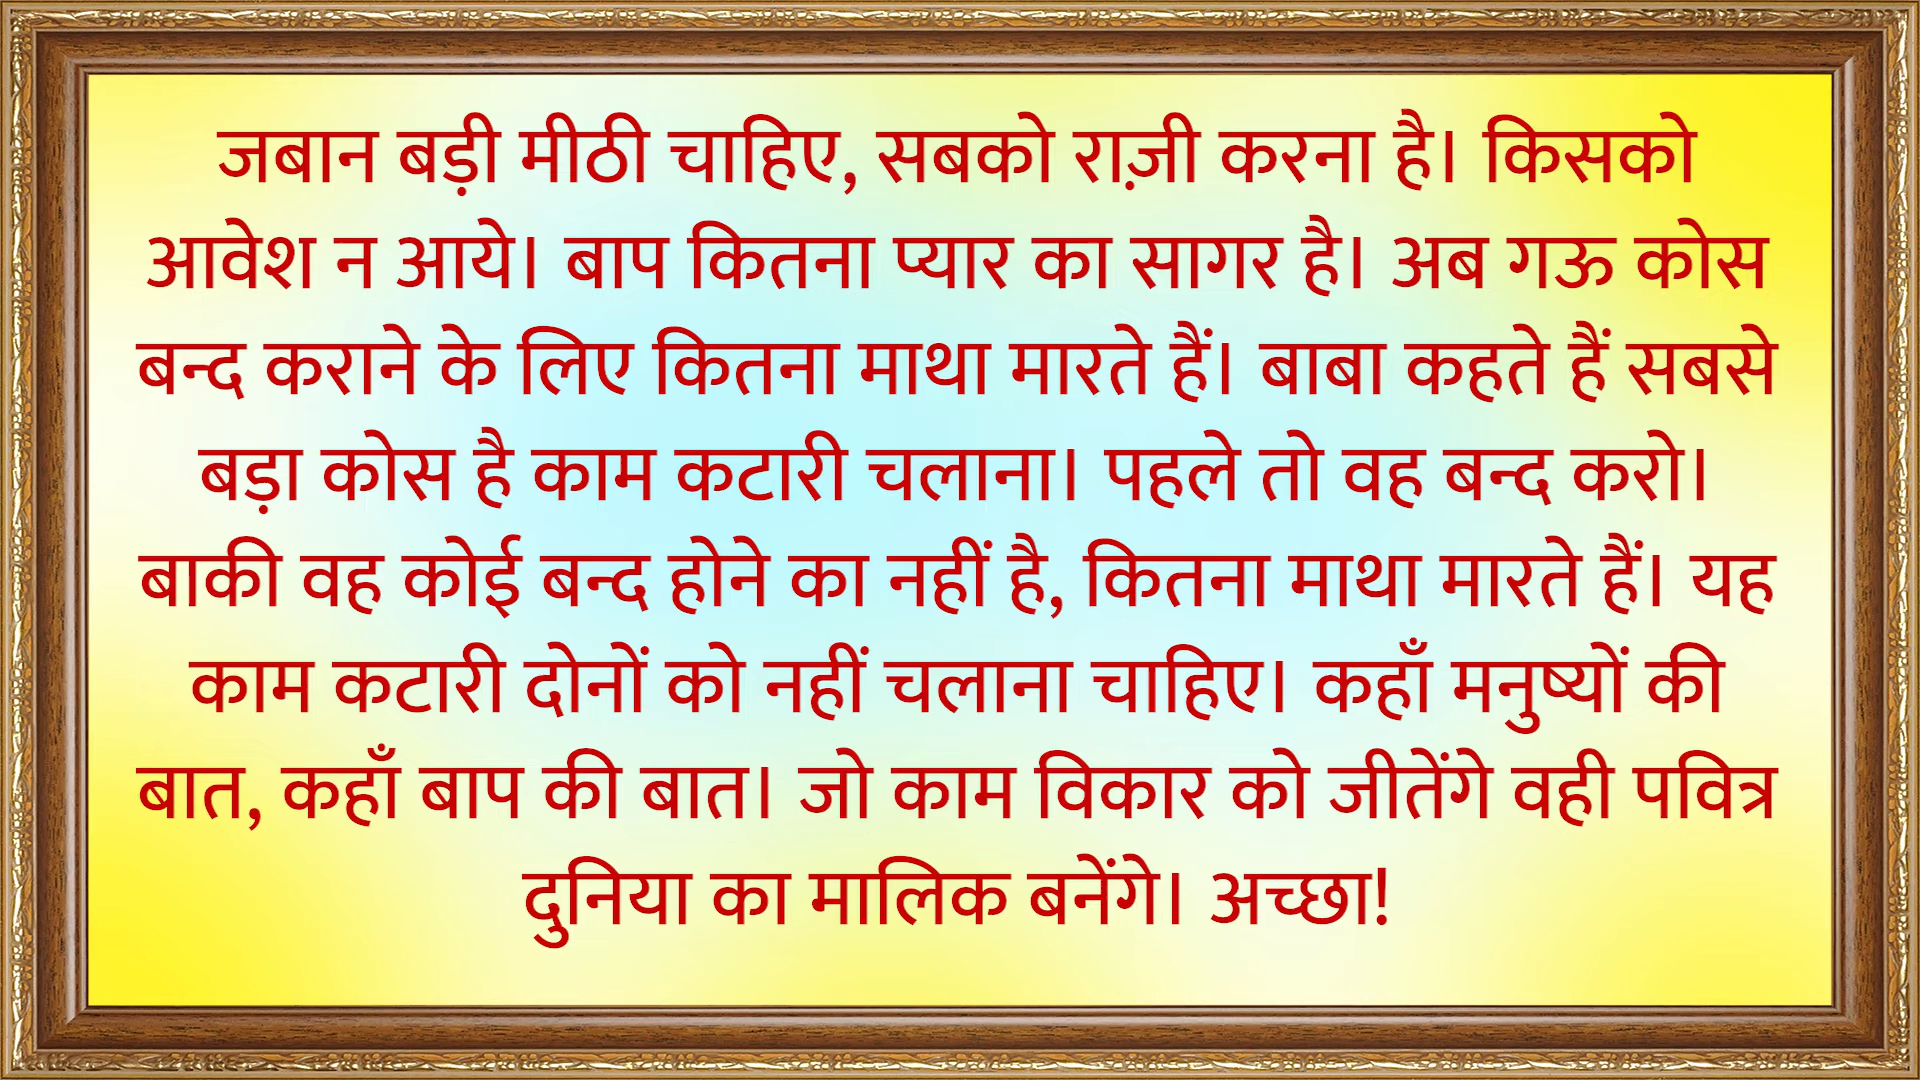 जबान बड़ी मीठी चाहिए, सबको राज़ी करना है। किसको
आवेश न आये। बाप कितना प्यार का सागर है। अब गऊ कोस
बन्द कराने के लिए कितना माथा मारते हैं। बाबा कहते हैं सबसे
बड़ा कोस है काम कटारी चलाना। पहले तो वह बन्द करो।
बाकी वह कोई बन्द होने का नहीं है, कितना माथा मारते हैं। यह
काम कटारी दोनों को नहीं चलाना चाहिए। कहाँ मनुष्यों की
बात, कहाँ बाप की बात। जो काम विकार को जीतेंगे वही पवित्र
दुनिया का मालिक बनेंगे। अच्छा!